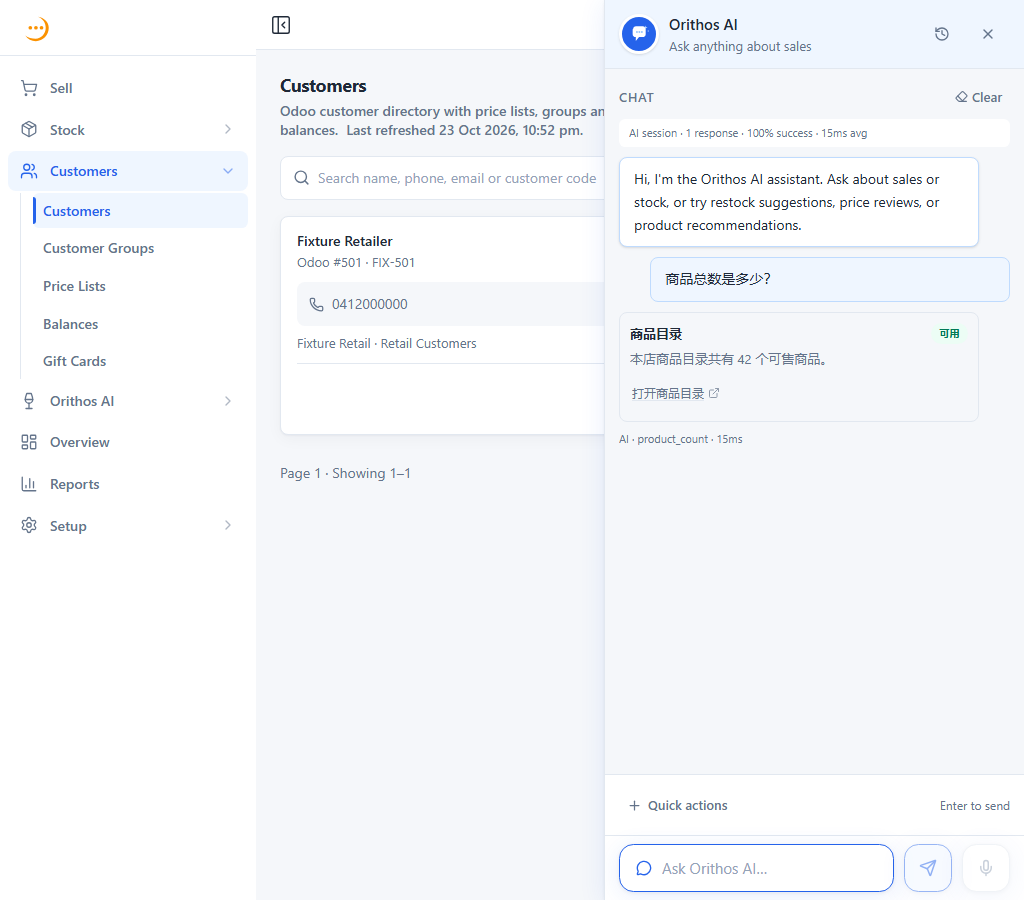 Sell
Stock
Customers
Customers
Customer Groups
Price Lists
Balances
Gift Cards
Orithos AI
Overview
Reports
Setup
Customers
Odoo customer directory with price lists, groups an
balances. Last refreshed 23 Oct 2026, 10:52 pm.
Search name, phone, email or customer code
Fixture Retailer
Odoo #501 · FIX-501
0412000000
Fixture Retail · Retail Customers
Page 1 · Showing 1–1
Orithos AI
Ask anything about sales
CHAT
Clear
AI session · 1 response · 100% success · 15ms avg
Hi, I'm the Orithos AI assistant. Ask about sales or
stock, or try restock suggestions, price reviews, or
product recommendations.
商品总数是多少?
商品目录
可用
本店商品目录共有 42 个可售商品。
打开商品目录
AI · product_count · 15ms
Quick actions
Enter to send
Ask Orithos AI...